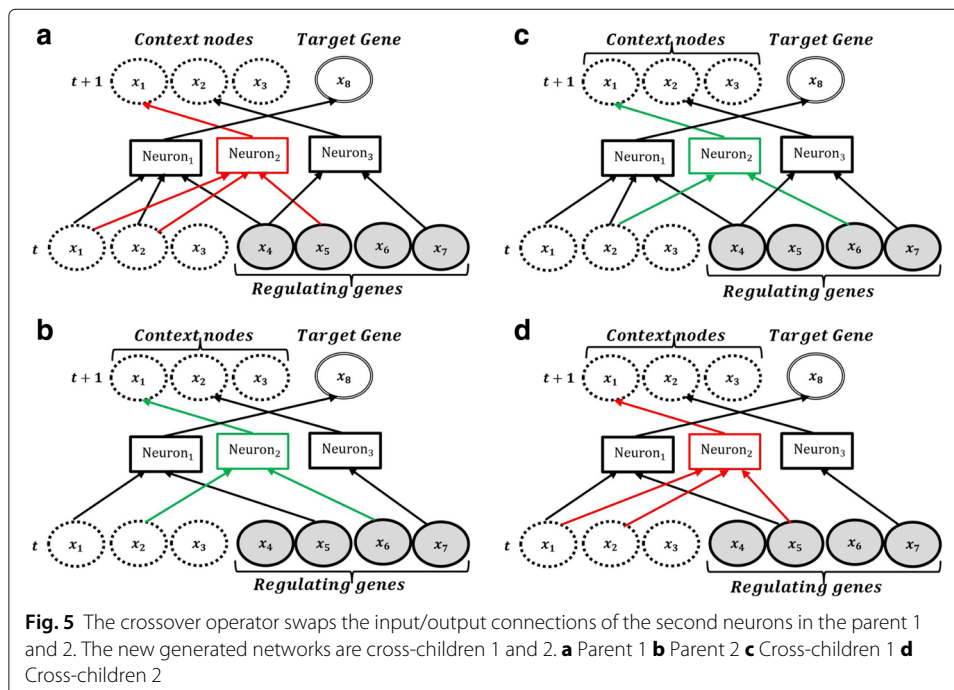 a
Context nodes Target Gene
t + 1 x₁ x₂ x₃ x₈
Neuron₁ Neuron₂ Neuron₃
t x₁ x₂ x₃ x₄ x₅ x₆ x₇
Regulating genes
b
Context nodes Target Gene
t + 1 x₁ x₂ x₃ x₈
Neuron₁ Neuron₂ Neuron₃
t x₁ x₂ x₃ x₄ x₅ x₆ x₇
Regulating genes
c
Context nodes Target Gene
t + 1 x₁ x₂ x₃ x₈
Neuron₁ Neuron₂ Neuron₃
t x₁ x₂ x₃ x₄ x₅ x₆ x₇
Regulating genes
d
Context nodes Target Gene
t + 1 x₁ x₂ x₃ x₈
Neuron₁ Neuron₂ Neuron₃
t x₁ x₂ x₃ x₄ x₅ x₆ x₇
Regulating genes
Fig. 5 The crossover operator swaps the input/output connections of the second neurons in the parent 1
and 2. The new generated networks are cross-children 1 and 2. a Parent 1 b Parent 2 c Cross-children 1 d
Cross-children 2